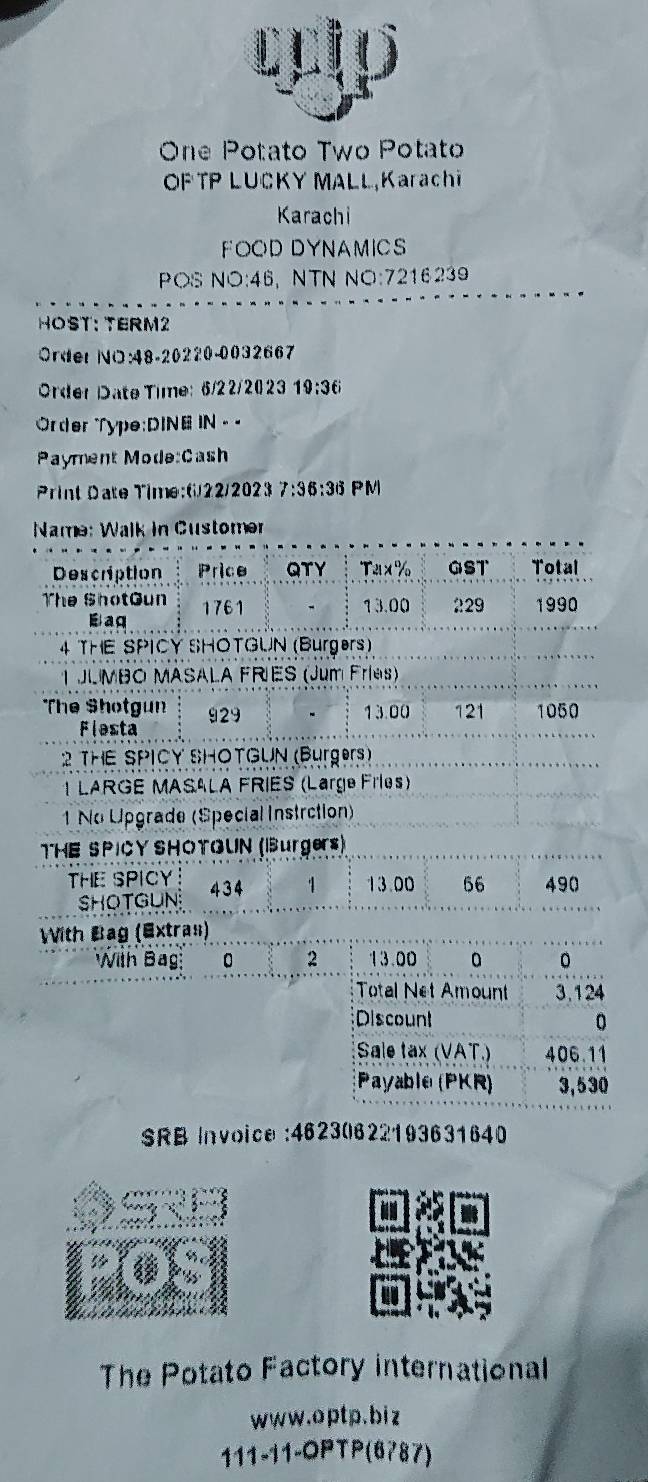 optp
One Potato Two Potato
OPTP LUCKY MALL,Karachi
Karachi
FOOD DYNAMICS
POS NO:46, NTN NO:7216239
HOST: TERM2
Order NO:48-20220-0032667
Order Date Time: 6/22/2023 19:36
Order Type:DINE IN - -
Payment Mode:Cash
Print Date Time:6/22/2023 7:36:36 PM
Name: Walk In Customer
Description Price QTY Tax% GST Total
The ShotGun Bag 1761 - 13.00 229 1990
4 THE SPICY SHOTGUN (Burgers)
1 JUMBO MASALA FRIES (Jum Fries)
The Shotgun Fiesta 929 - 13.00 121 1050
2 THE SPICY SHOTGUN (Burgers)
1 LARGE MASALA FRIES (Large Fries)
1 No Upgrade (Special Instrction)
THE SPICY SHOTGUN (Burgers)
THE SPICY SHOTGUN 434 1 13.00 56 490
With Bag (Extras)
With Bag 0 2 13.00 0 0
Total Net Amount 3,124
Discount 0
Sale tax (VAT.) 406.11
Payable (PKR) 3,530
SRB Invoice :46230622193631640
SRB
POS
The Potato Factory international
www.optp.biz
111-11-OPTP(6787)